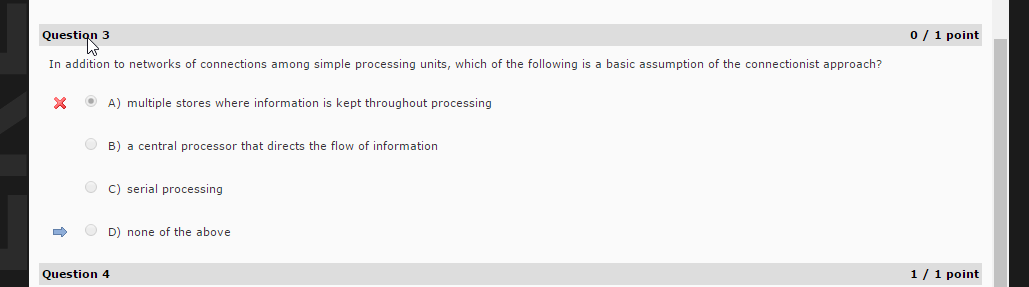 Question 3 0 / 1 point
In addition to networks of connections among simple processing units, which of the following is a basic assumption of the connectionist approach?
A) multiple stores where information is kept throughout processing
B) a central processor that directs the flow of information
C) serial processing
D) none of the above
Question 4 1 / 1 point